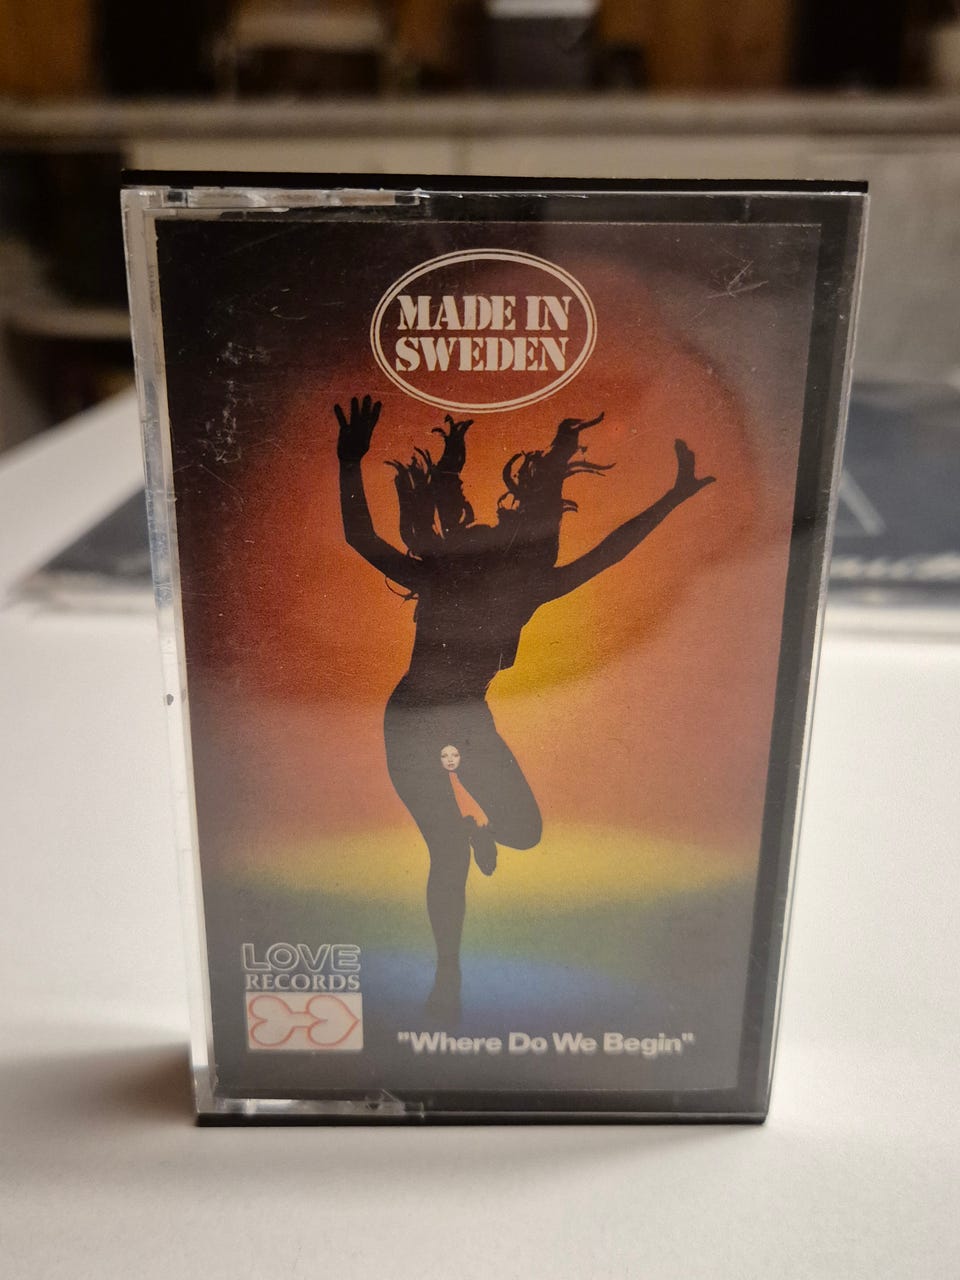 MADE IN
SWEDEN
LOVE
RECORDS
"Where Do We Begin"